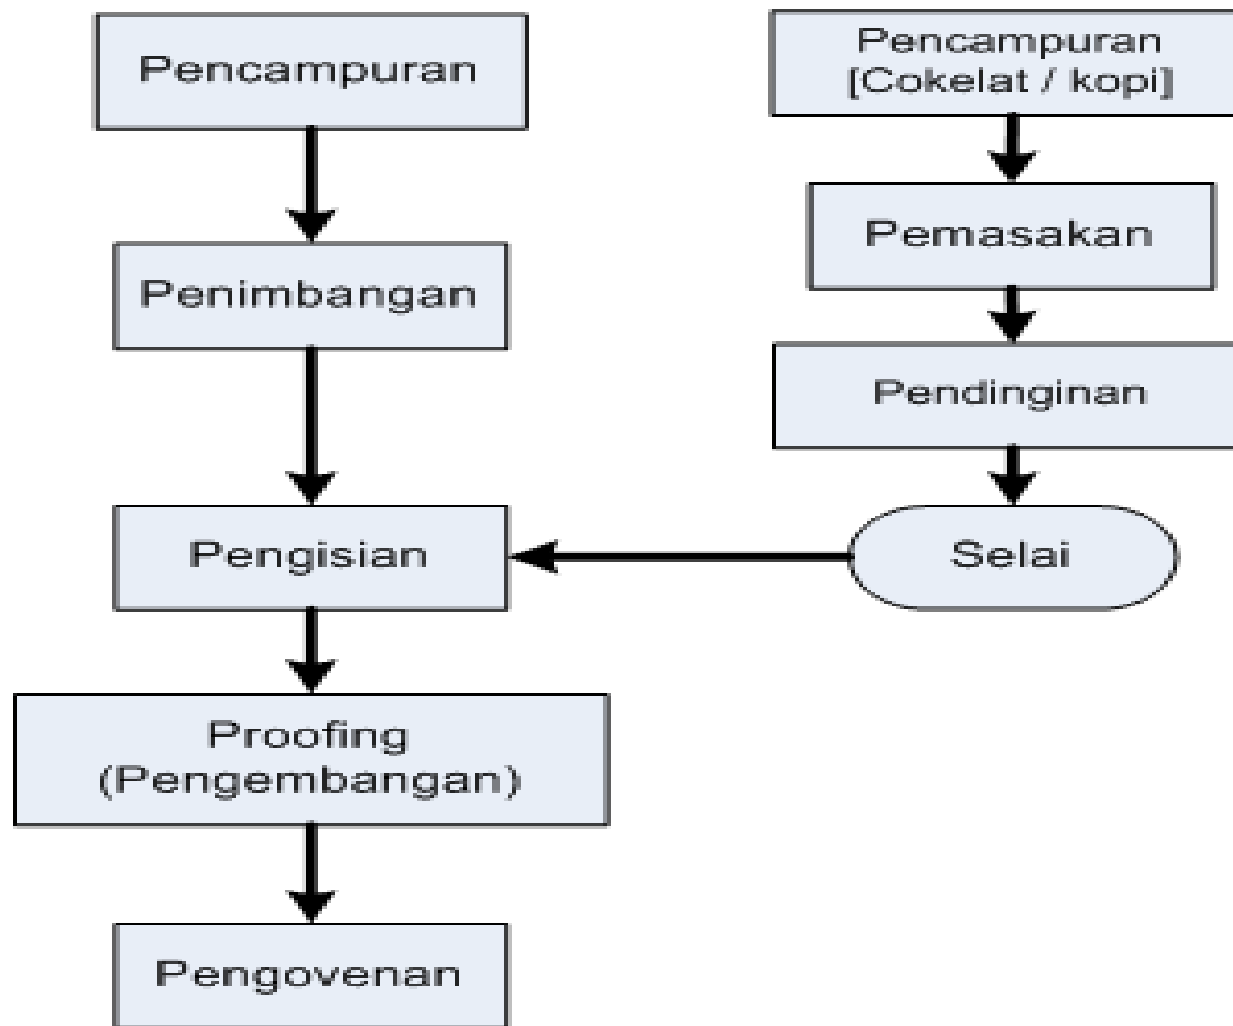 Pencampuran
Penimbangan
Pengisian
Proofing
(Pengembangan)
Pengovenan
Pencampuran
[Cokelat / kopi]
Pemasakan
Pendinginan
Selai